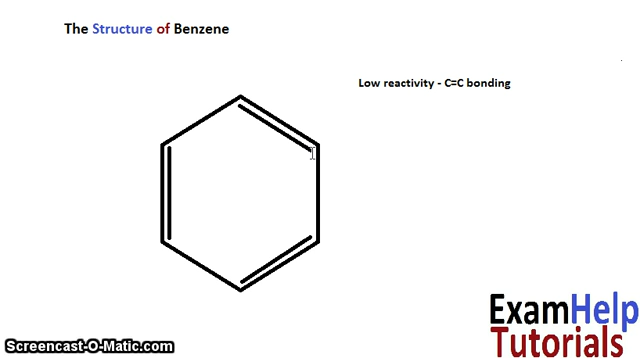 The Structure of Benzene
Low reactivity - C=C bonding
ExamHelp
Tutorials
Screencast-O-Matic.com